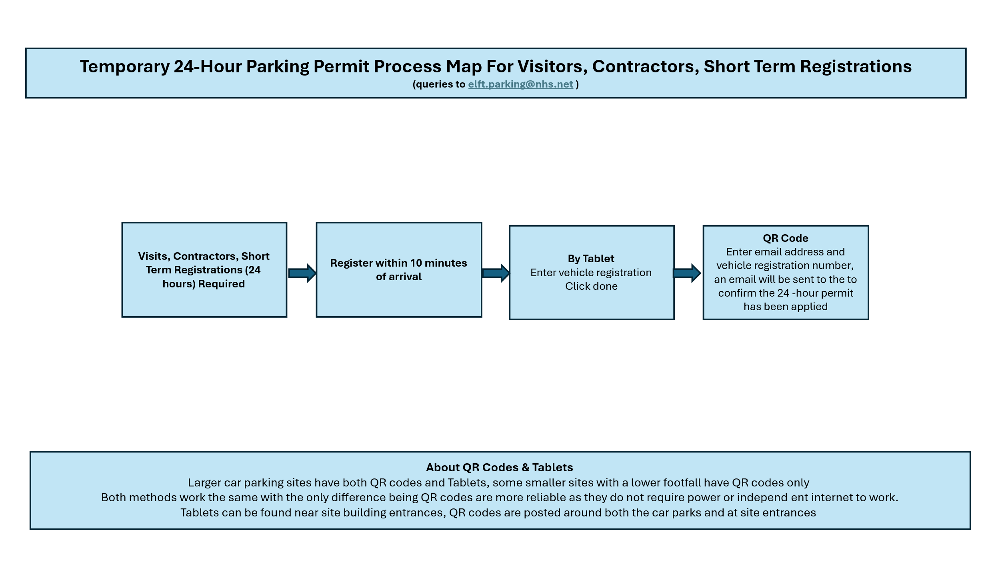 Temporary 24-Hour Parking Permit Process Map For Visitors, Contractors, Short Term Registrations
(queries to elft.parking@nhs.net )
Visits, Contractors, Short
Term Registrations (24
hours) Required
Register within 10 minutes
of arrival
By Tablet
Enter vehicle registration
Click done
QR Code
Enter email address and
vehicle registration number,
an email will be sent to the to
confirm the 24 -hour permit
has been applied
About QR Codes & Tablets
Larger car parking sites have both QR codes and Tablets, some smaller sites with a lower footfall have QR codes only
Both methods work the same with the only difference being QR codes are more reliable as they do not require power or independ ent internet to work.
Tablets can be found near site building entrances, QR codes are posted around both the car parks and at site entrances